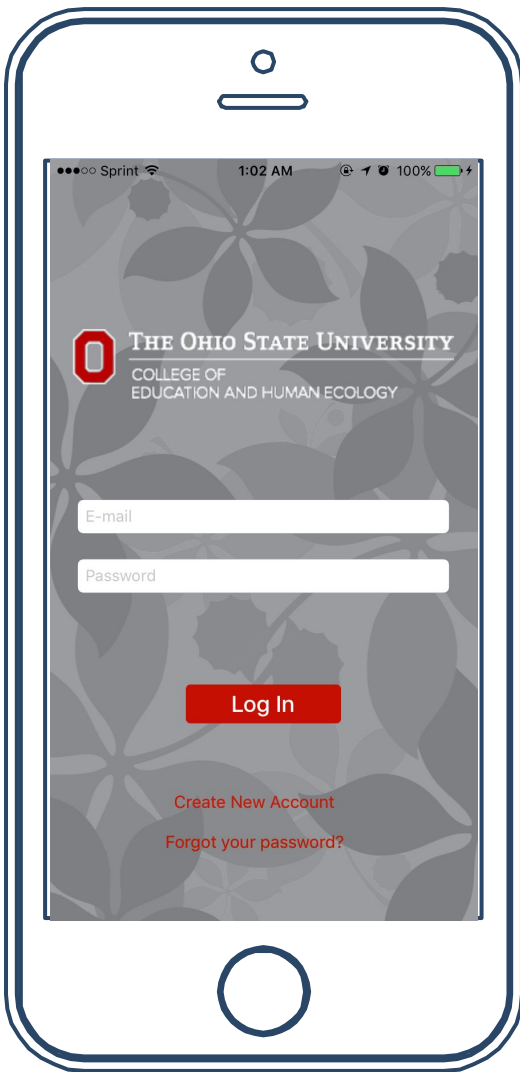 Sprint 1:02 AM 100%
O
THE OHIO STATE UNIVERSITY
COLLEGE OF
EDUCATION AND HUMAN ECOLOGY
E-mail
Password
Log In
Create New Account
Forgot your password?